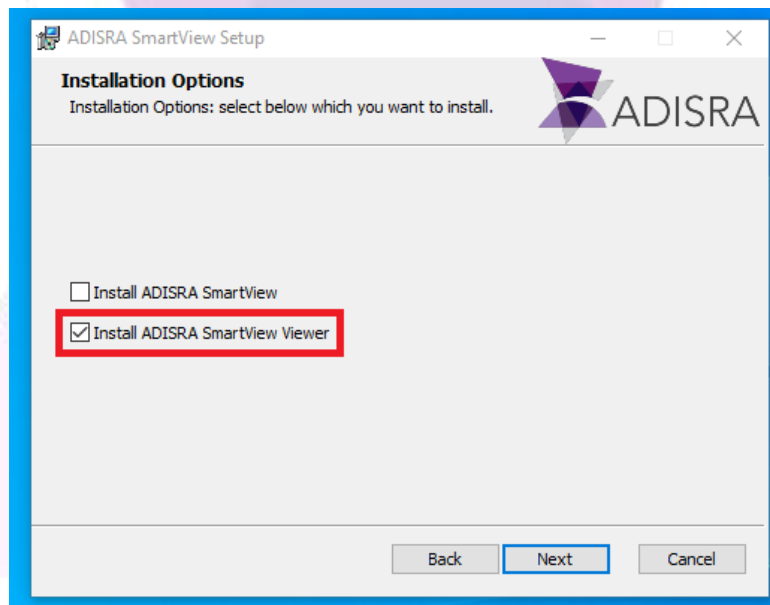 ADISRA SmartView Setup
Installation Options
Installation Options: select below which you want to install.
ADISRA
Install ADISRA SmartView
Install ADISRA SmartView Viewer
Back
Next
Cancel